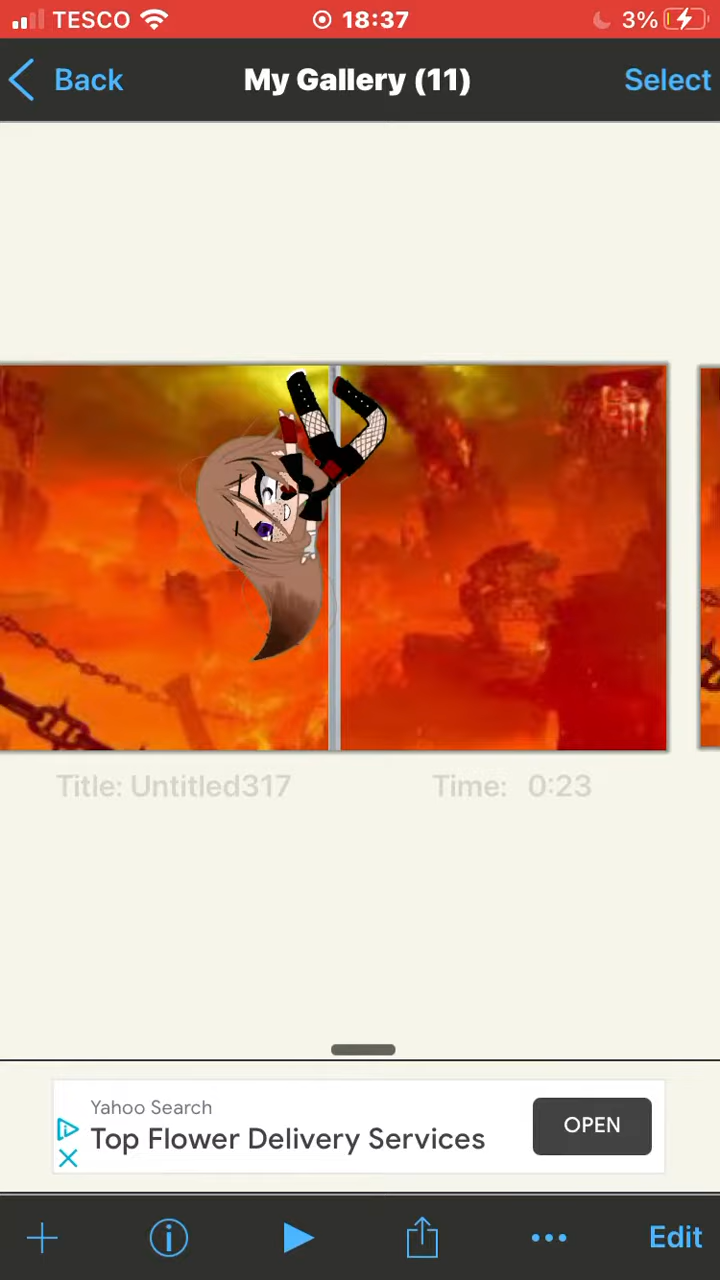 TESCO 18:37 3%
Back My Gallery (11) Select
Title: Untitled317 Time: 0:23
Yahoo Search
Top Flower Delivery Services
OPEN
Edit